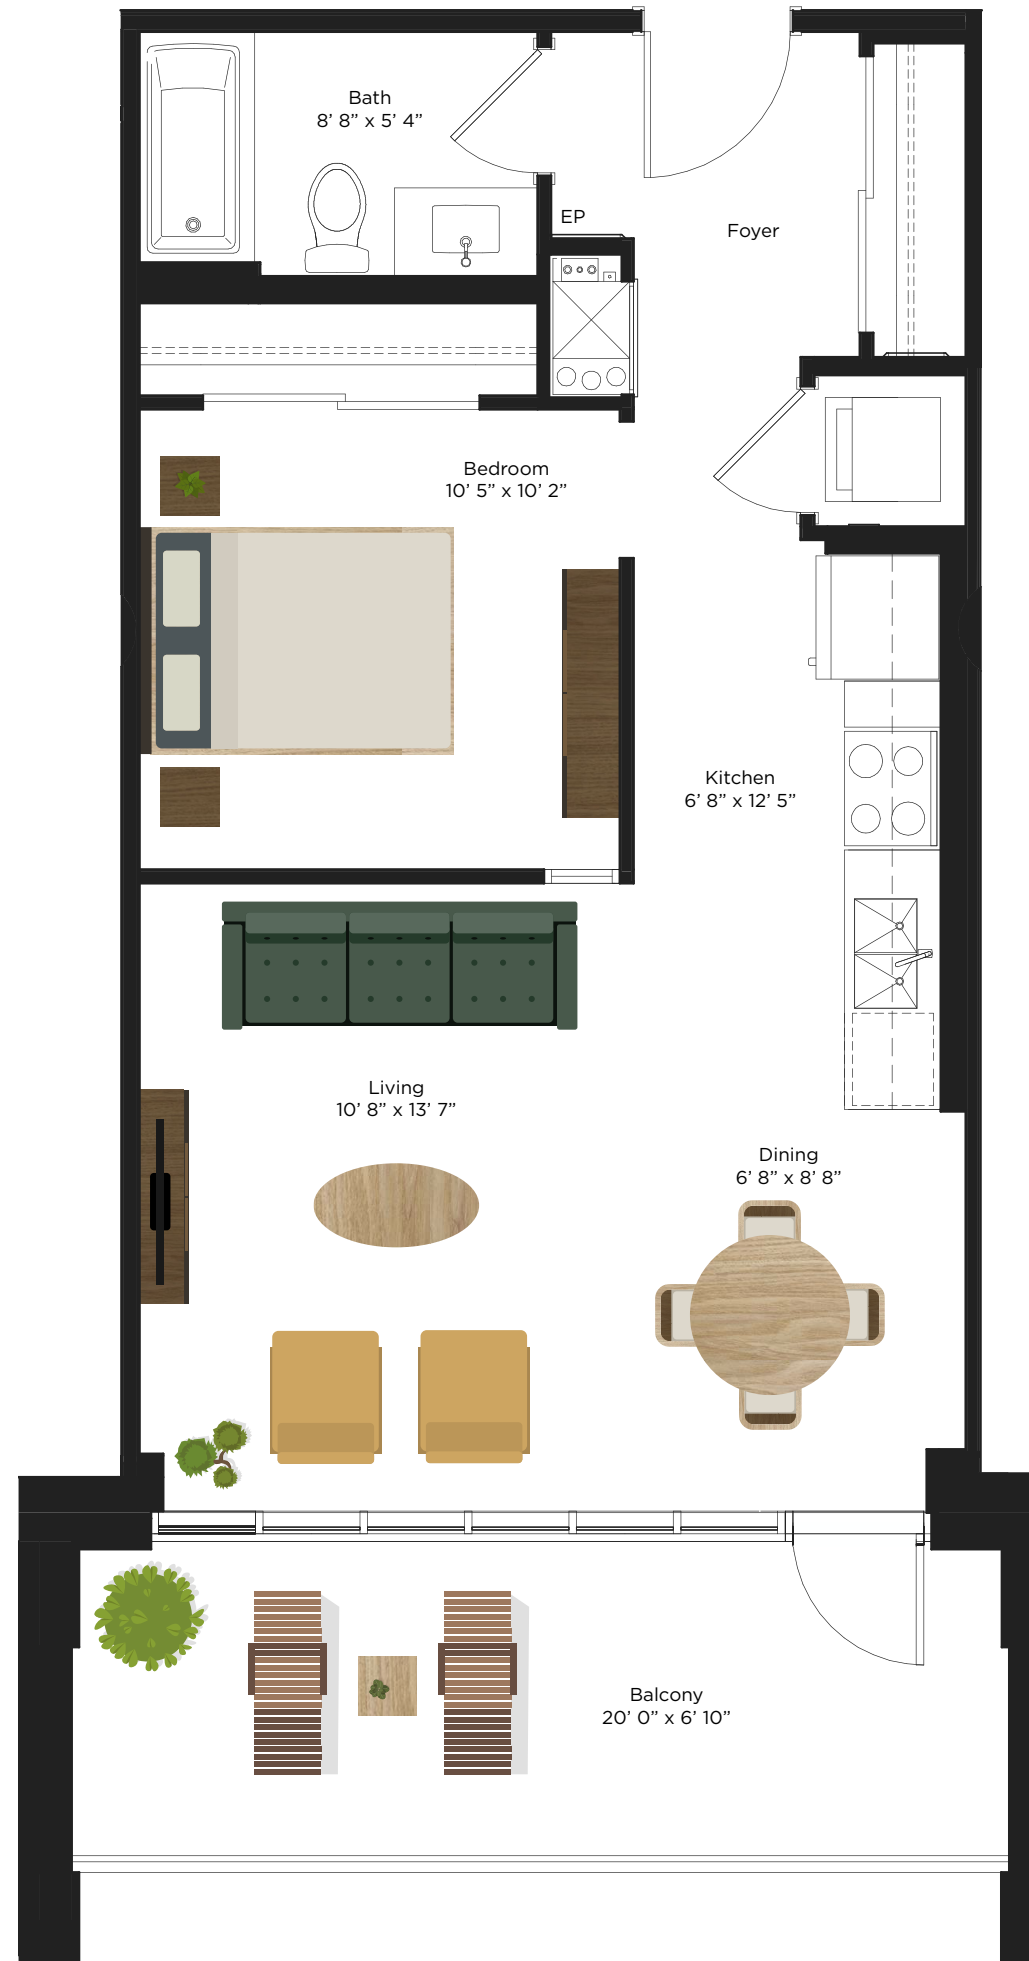 Bath
8’ 8” x 5’ 4”
EP
Foyer
Bedroom
10’ 5” x 10’ 2”
Kitchen
6’ 8” x 12’ 5”
Living
10’ 8” x 13’ 7”
Dining
6’ 8” x 8’ 8”
Balcony
20’ 0” x 6’ 10”